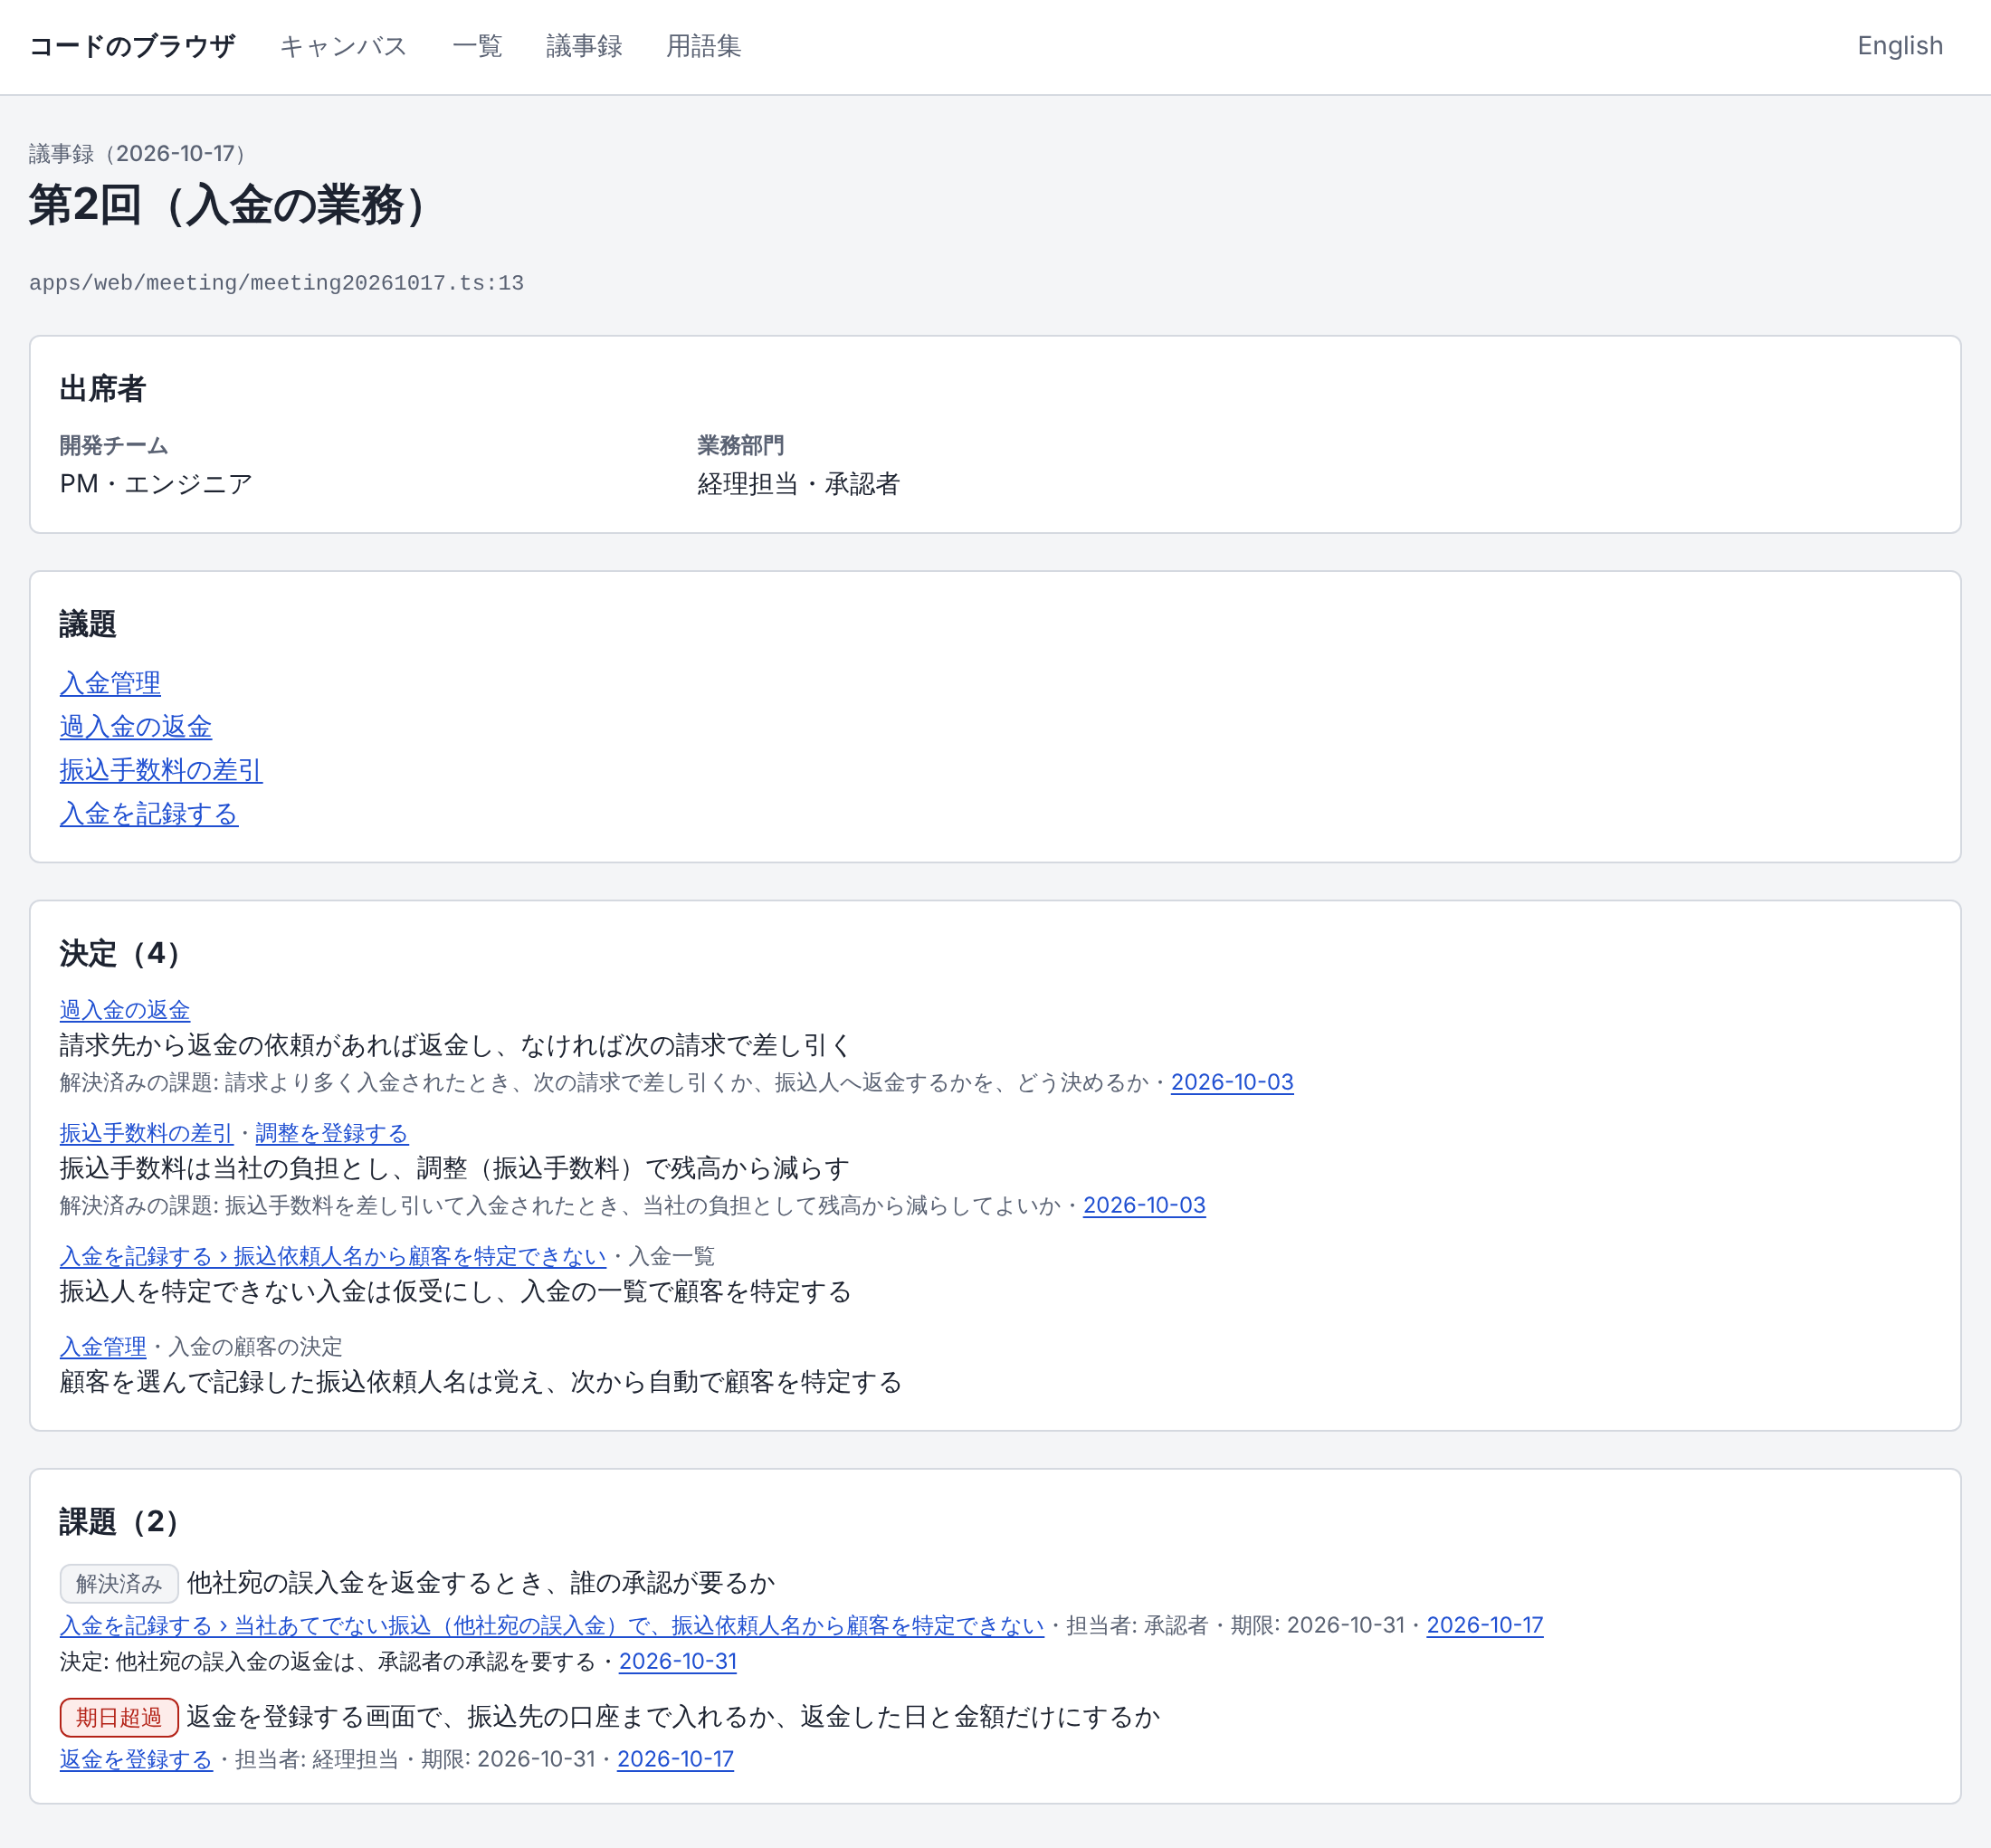 コードのブラウザ キャンバス 一覧 議事録 用語集 English
議事録（2026-10-17）
第2回（入金の業務）
apps/web/meeting/meeting20261017.ts:13
出席者
開発チーム 業務部門
PM・エンジニア 経理担当・承認者
議題
入金管理
過入金の返金
振込手数料の差引
入金を記録する
決定（4）
過入金の返金
請求先から返金の依頼があれば返金し、なければ次の請求で差し引く
解決済みの課題: 請求より多く入金されたとき、次の請求で差し引くか、振込人へ返金するかを、どう決めるか・2026-10-03
振込手数料の差引・調整を登録する
振込手数料は当社の負担とし、調整（振込手数料）で残高から減らす
解決済みの課題: 振込手数料を差し引いて入金されたとき、当社の負担として残高から減らしてよいか・2026-10-03
入金を記録する › 振込依頼人名から顧客を特定できない・入金一覧
振込人を特定できない入金は仮受にし、入金の一覧で顧客を特定する
入金管理・入金の顧客の決定
顧客を選んで記録した振込依頼人名は覚え、次から自動で顧客を特定する
課題（2）
解決済み 他社宛の誤入金を返金するとき、誰の承認が要るか
入金を記録する › 当社あてでない振込（他社宛の誤入金）で、振込依頼人名から顧客を特定できない・担当者: 承認者・期限: 2026-10-31・2026-10-17
決定: 他社宛の誤入金の返金は、承認者の承認を要する・2026-10-31
期日超過 返金を登録する画面で、振込先の口座まで入れるか、返金した日と金額だけにするか
返金を登録する・担当者: 経理担当・期限: 2026-10-31・2026-10-17